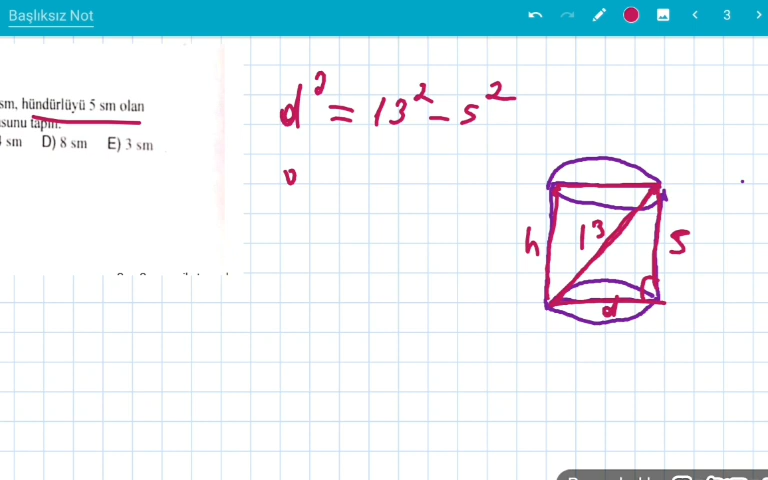 Başlıksız Not
3
sm, hündürlüyü 5 sm olan
sunu tapın.
sm D) 8 sm E) 3 sm
d² = 13² - 5²
h 13 5
d